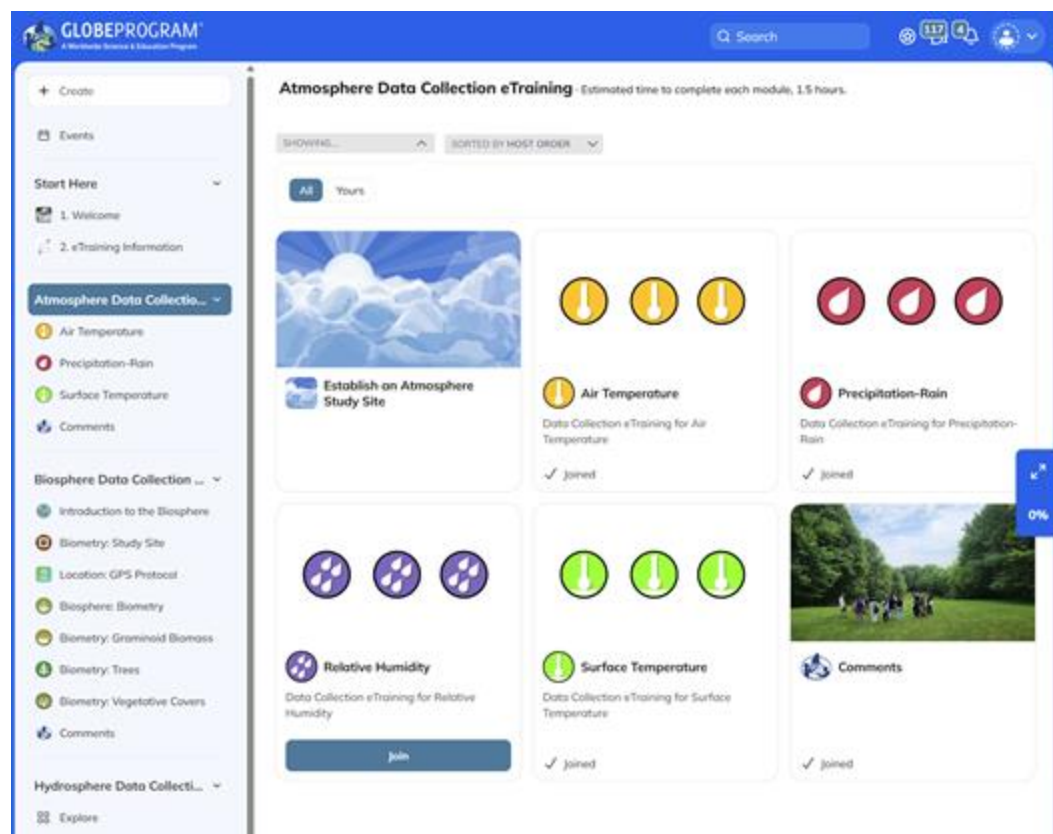 GLOBEPROGRAM
A Worldwide Science & Education Program
Search
117
4
+ Create
Events
Start Here
1. Welcome
2. eTraining Information
Atmosphere Data Collectio...
Air Temperature
Precipitation-Rain
Surface Temperature
Comments
Biosphere Data Collection ...
Introduction to the Biosphere
Biometry: Study Site
Location: GPS Protocol
Biosphere: Biometry
Biometry: Graminoid Biomass
Biometry: Trees
Biometry: Vegetative Covers
Comments
Hydrosphere Data Collecti...
Explore
Atmosphere Data Collection eTraining - Estimated time to complete each module, 1.5 hours.
SHOWING...
SORTED BY HOST ORDER
All
Yours
Establish an Atmosphere
Study Site
Air Temperature
Data Collection eTraining for Air
Temperature
Joined
Precipitation-Rain
Data Collection eTraining for Precipitation-
Rain
Joined
Relative Humidity
Data Collection eTraining for Relative
Humidity
Join
Surface Temperature
Data Collection eTraining for Surface
Temperature
Joined
Comments
Joined
0%